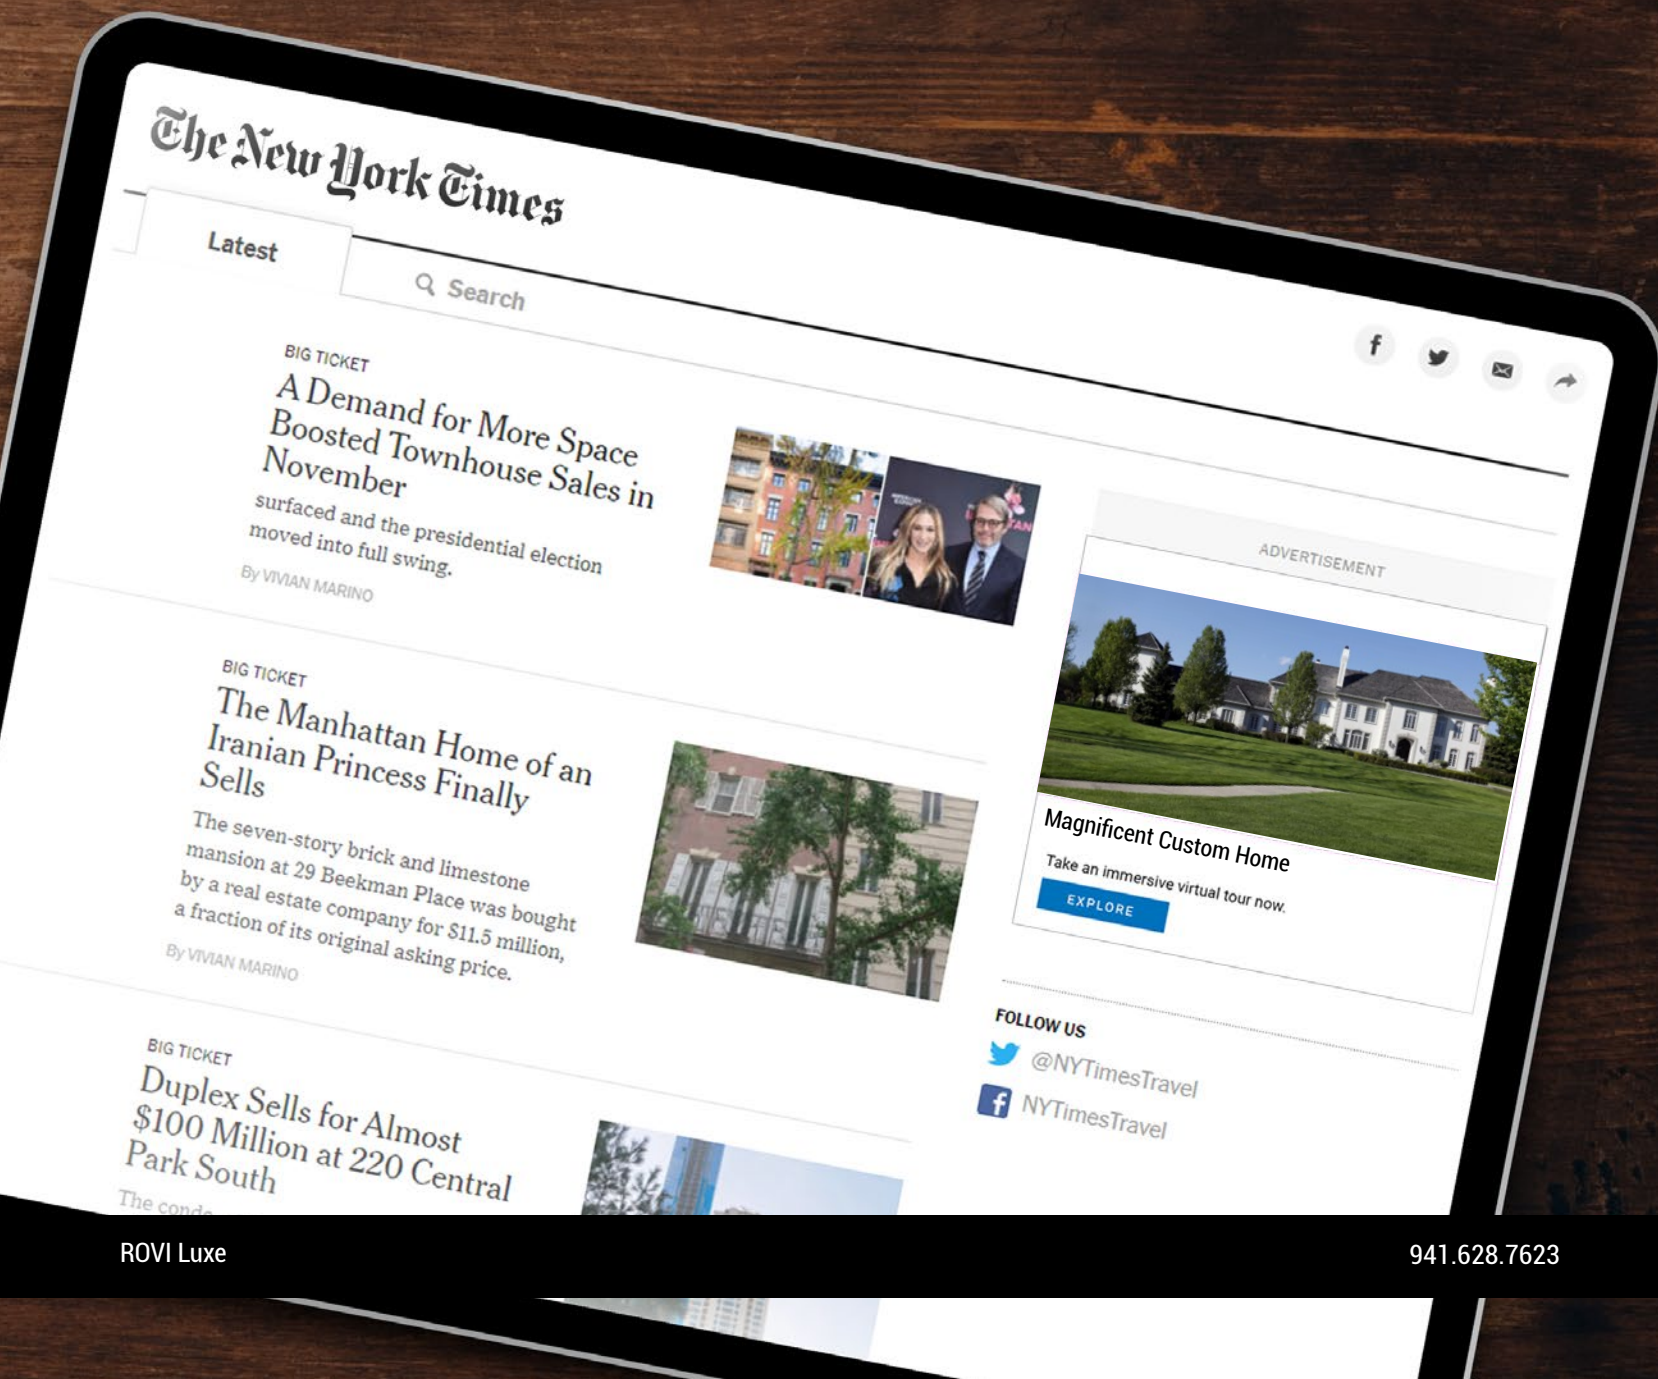 The New York Times
Latest
Search
BIG TICKET
A Demand for More Space
Boosted Townhouse Sales in
November
surfaced and the presidential election
moved into full swing.
By VIVIAN MARINO
BIG TICKET
The Manhattan Home of an
Iranian Princess Finally
Sells
The seven-story brick and limestone
mansion at 29 Beekman Place was bought
by a real estate company for $11.5 million,
a fraction of its original asking price.
By VIVIAN MARINO
BIG TICKET
Duplex Sells for Almost
$100 Million at 220 Central
Park South
The
ADVERTISEMENT
Magnificent Custom Home
Take an immersive virtual tour now.
EXPLORE
FOLLOW US
@NYTimesTravel
NYTimesTravel
ROVI Luxe
941.628.7623